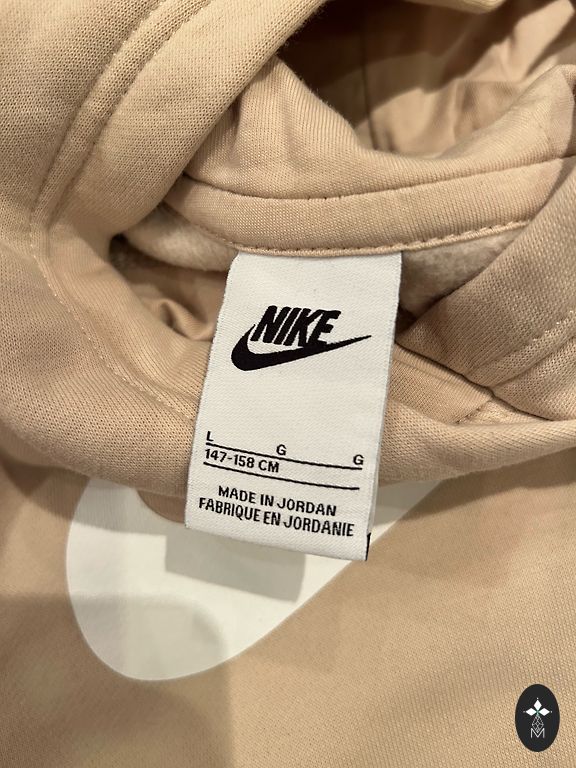 NIKE
L G G
147-158 CM
MADE IN JORDAN
FABRIQUE EN JORDANIE
M